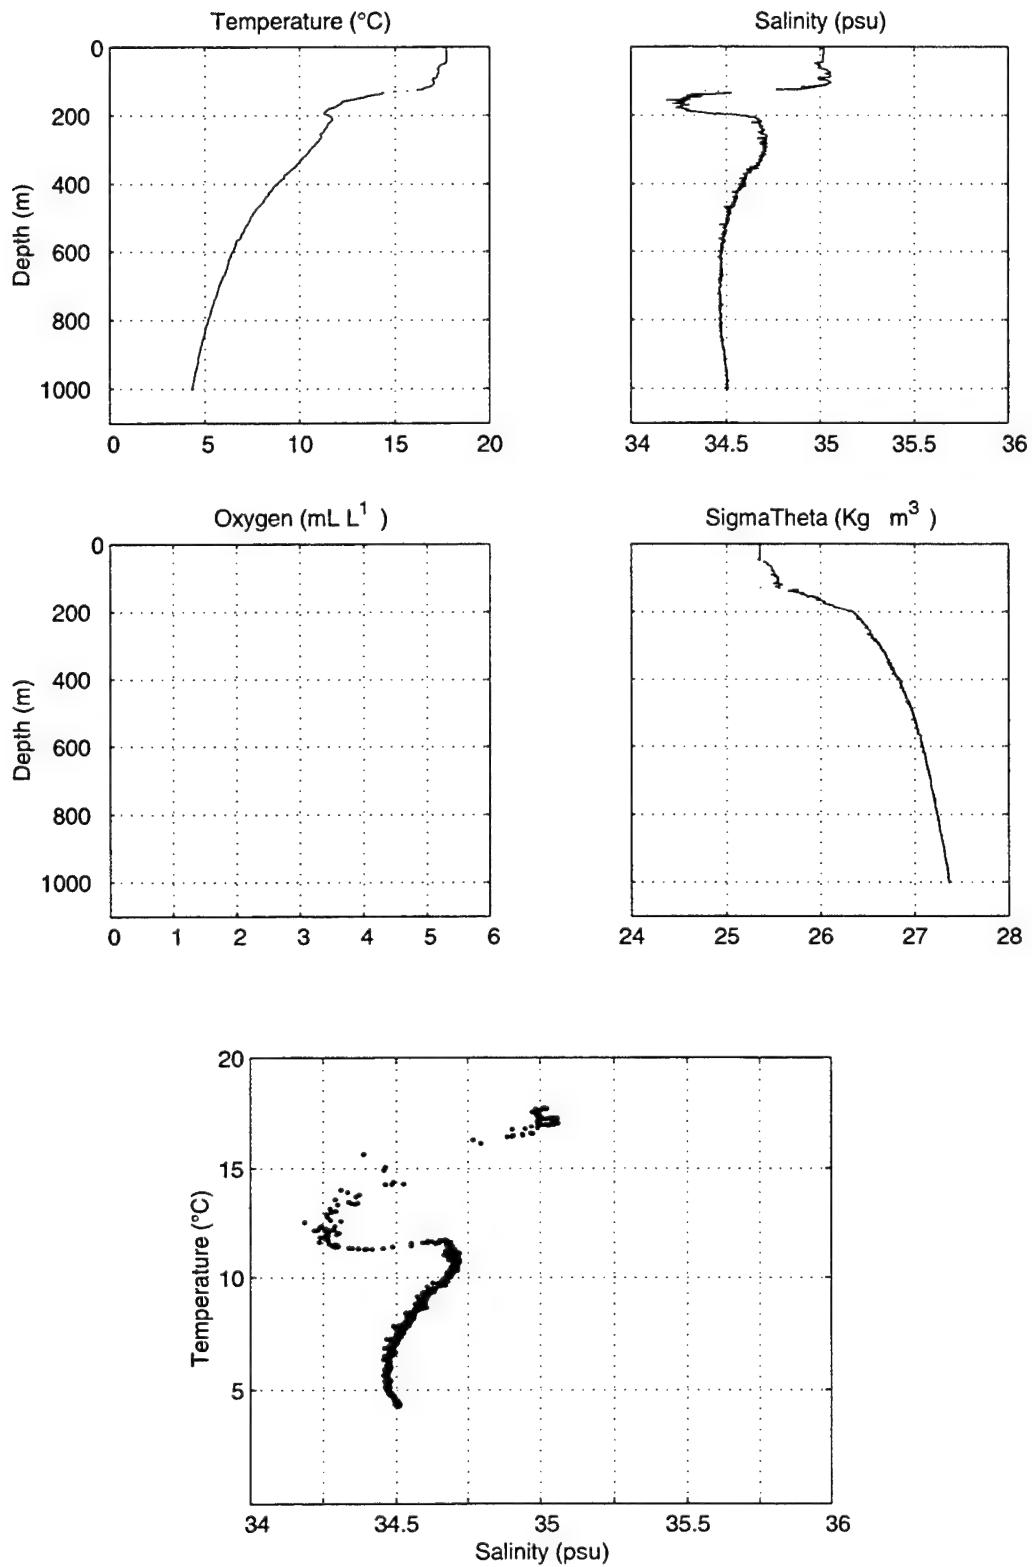 Temperature (°C)
Salinity (psu)
0
200
400
600
800
1000
Depth (m)
0 5 10 15 20
34 34.5 35 35.5 36
Oxygen (mL L1 )
SigmaTheta (Kg m3 )
0
200
400
600
800
1000
Depth (m)
0 1 2 3 4 5 6
24 25 26 27 28
20
15
10
5
Temperature (°C)
34 34.5 35 35.5 36
Salinity (psu)